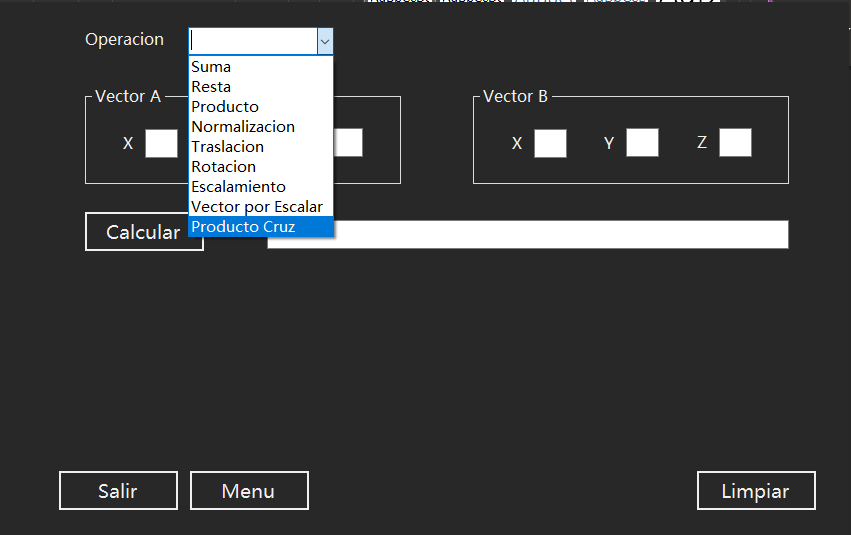 Operacion
Suma
Resta
Producto
Normalizacion
Traslacion
Rotacion
Escalamiento
Vector por Escalar
Producto Cruz
Vector A
X
Vector B
X Y Z
Calcular
Salir Menu Limpiar